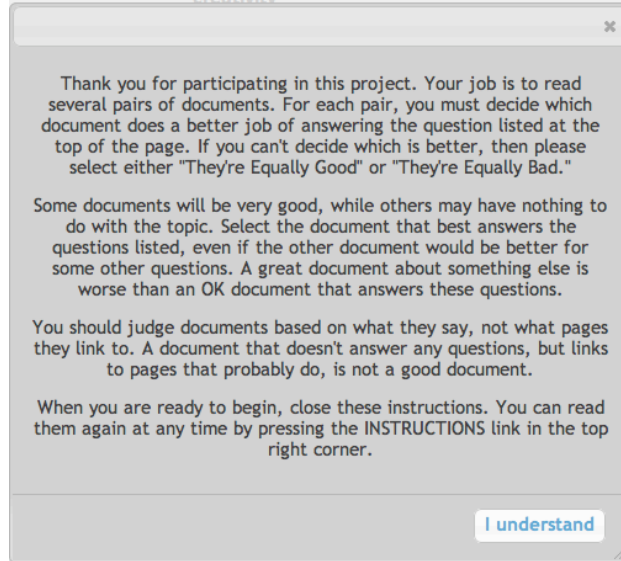 Thank you for participating in this project. Your job is to read
several pairs of documents. For each pair, you must decide which
document does a better job of answering the question listed at the
top of the page. If you can't decide which is better, then please
select either "They're Equally Good" or "They're Equally Bad."
Some documents will be very good, while others may have nothing to
do with the topic. Select the document that best answers the
questions listed, even if the other document would be better for
some other questions. A great document about something else is
worse than an OK document that answers these questions.
You should judge documents based on what they say, not what pages
they link to. A document that doesn't answer any questions, but links
to pages that probably do, is not a good document.
When you are ready to begin, close these instructions. You can read
them again at any time by pressing the INSTRUCTIONS link in the top
right corner.
I understand